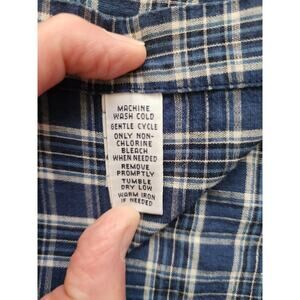 MACHINE
WASH COLD
GENTLE CYCLE
ONLY NON-
CHLORINE
BLEACH
WHEN NEEDED
REMOVE
PROMPTLY
TUMBLE
DRY LOW
WARM IRON
IF NEEDED